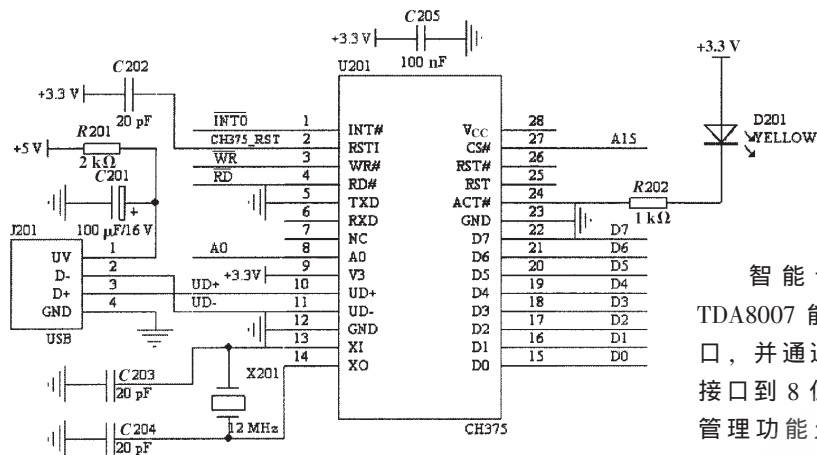 C205
+3.3 V
100 nF
U201
+3.3 V
C202
+3.3 V
20 pF
R201
+5V
2 kΩ
C201
+
100 μF/16 V
J201
UV 1
D- 2
D+ 3
GND 4
USB
INT0 1 INT#
CH375_RST 2 RSTI
WR 3 WR#
RD 4 RD#
5 TXD
6 RXD
7 NC
A0 8 A0
+3.3V 9 V3
UD+ 10 UD+
UD- 11 UD-
12 GND
13 XI
14 XO
VCC 28
CS# 27 A15
RST# 26
RST 25
ACT# 24
GND 23
D7 22 D7
D6 21 D6
D5 20 D5
D4 19 D4
D3 18 D3
D2 17 D2
D1 16 D1
D0 15 D0
CH375
D201
YELLOW
R202
1 kΩ
C203
20 pF
X201
12 MHz
C204
20 pF
智 能
TDA8007 能
口，并通过
接口到 8 位
管理功能